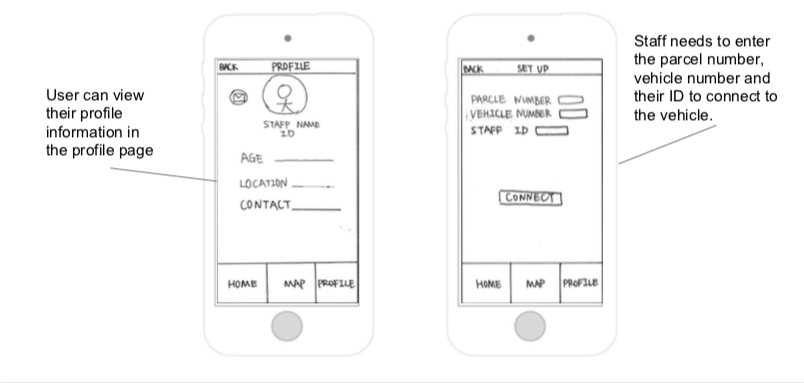 User can view
their profile
information in
the profile page
BACK PROFILE
STAFF NAME
ID
AGE
LOCATION
CONTACT
HOME MAP PROFILE
BACK SET UP
PARCLE NUMBER
VEHICLE NUMBER
STAFF ID
CONNECT
HOME MAP PROFILE
Staff needs to enter
the parcel number,
vehicle number and
their ID to connect to
the vehicle.